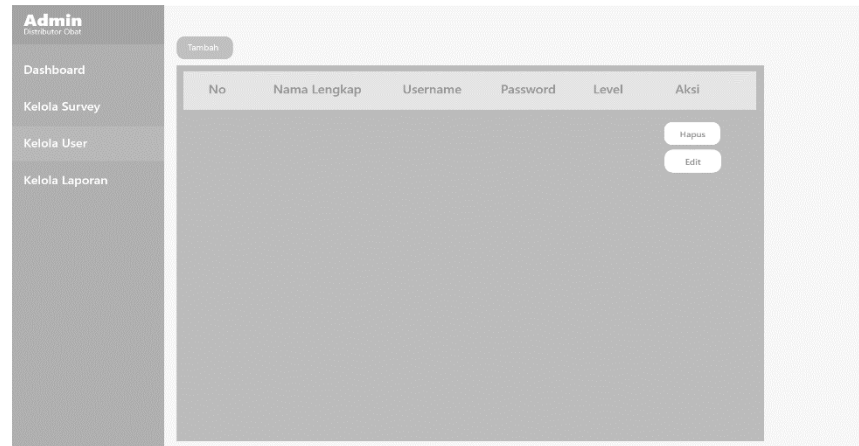 Admin
Distributor Obat
Dashboard
Kelola Survey
Kelola User
Kelola Laporan
Tambah
No Nama Lengkap Username Password Level Aksi
Hapus
Edit